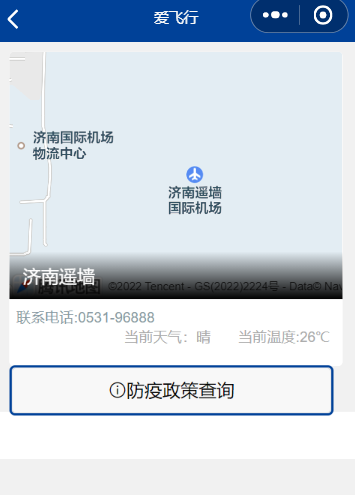 爱飞行
济南国际机场
物流中心
济南遥墙
国际机场
济南遥墙
©2022 Tencent - GS(2022)2224号 - Data© Nav
联系电话:0531-96888
当前天气：晴 当前温度:26℃
防疫政策查询